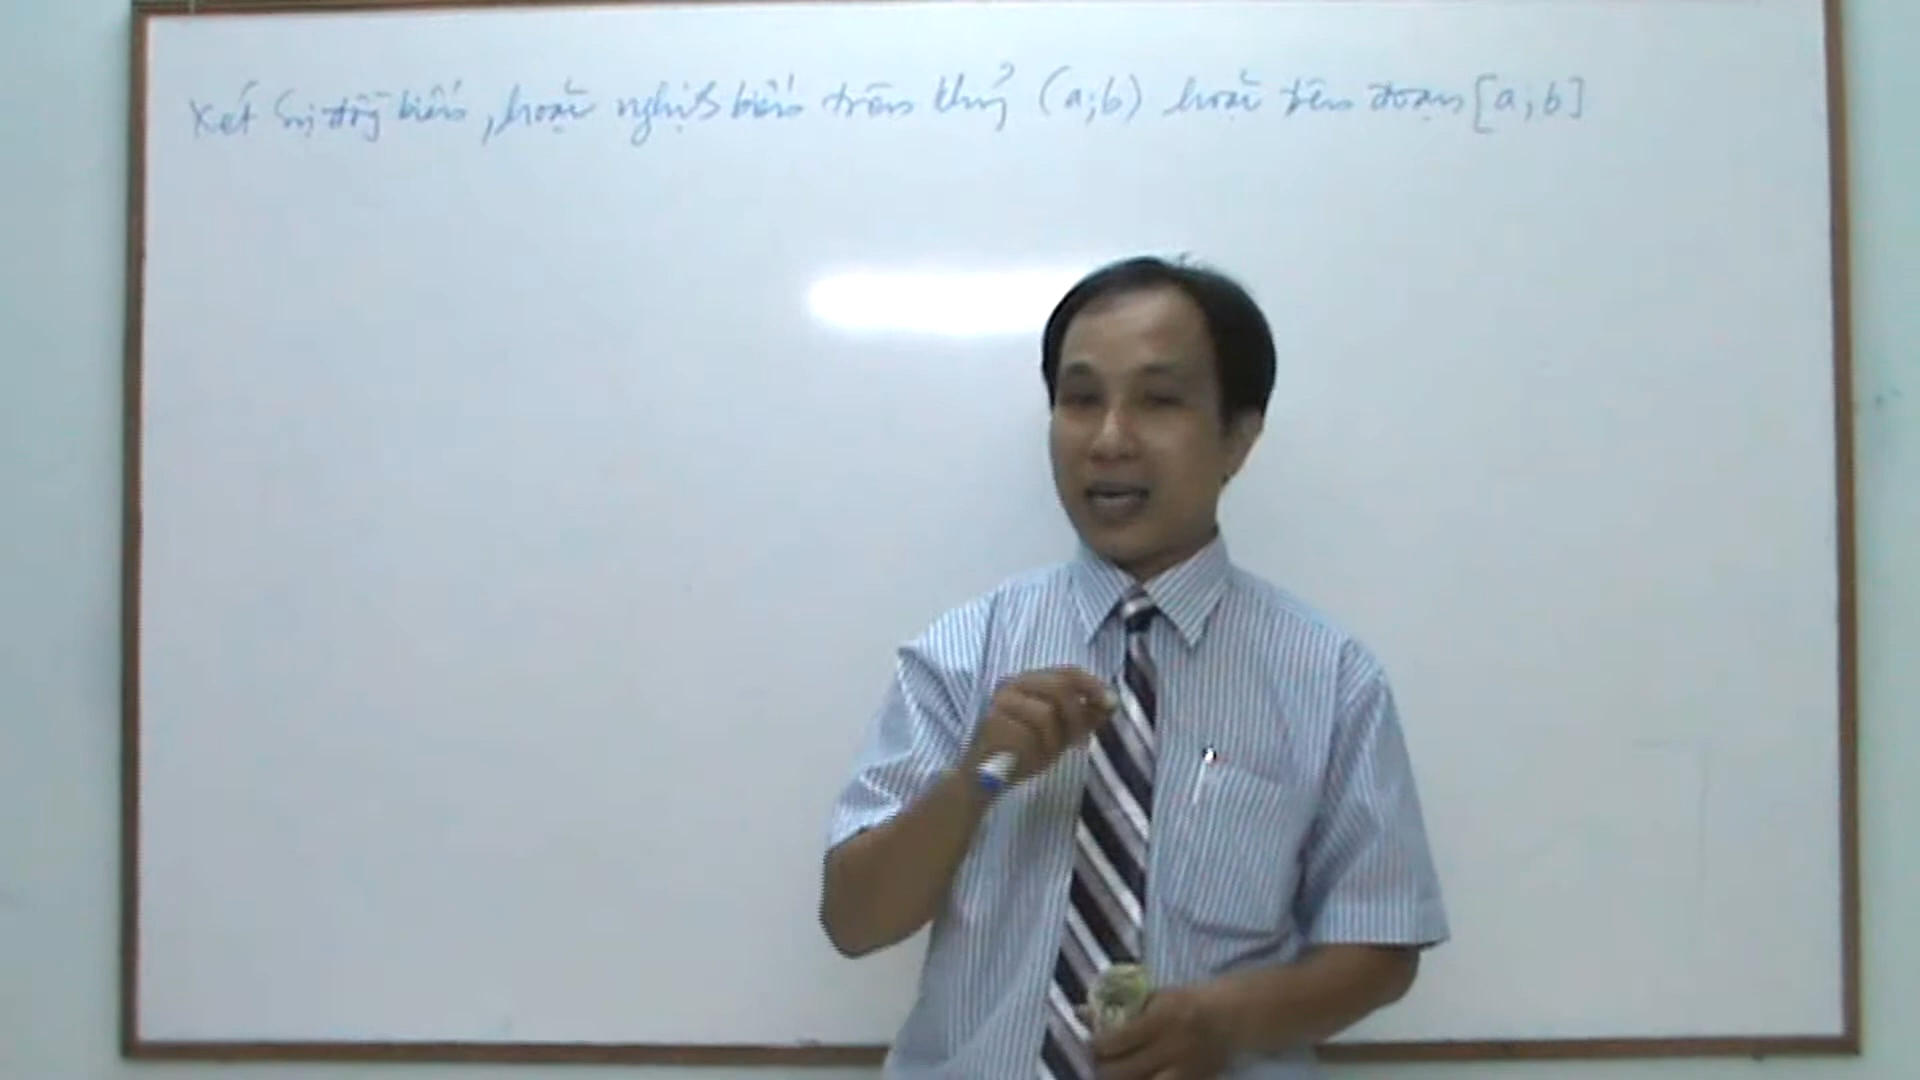 Xét sự đồng biến, hoặc nghịch biến trên khoảng (a;b) hoặc trên đoạn [a;b]